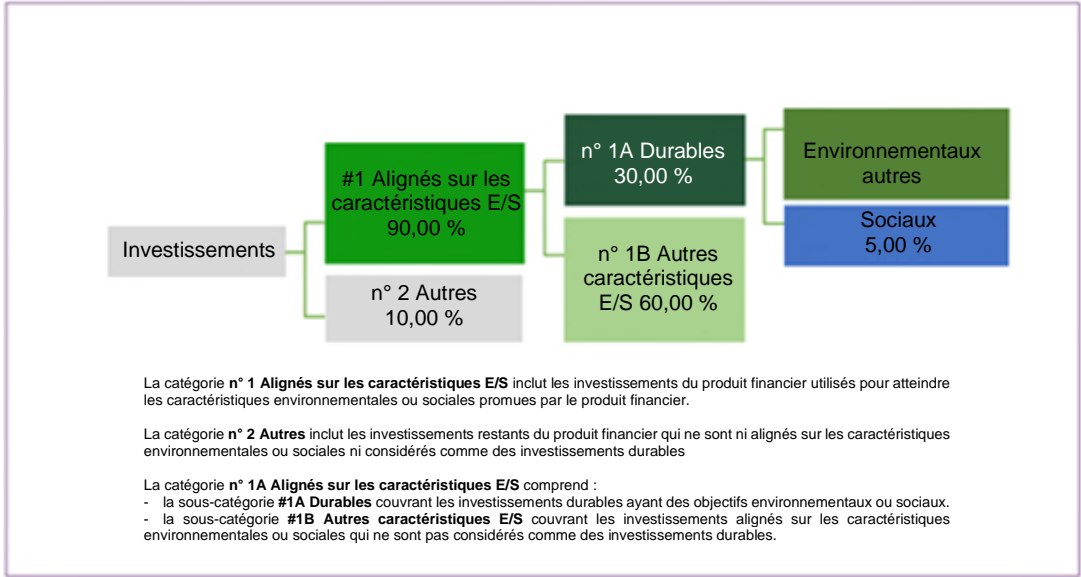 Investissements
#1 Alignés sur les
caractéristiques E/S
90,00 %
n° 2 Autres
10,00 %
n° 1A Durables
30,00 %
n° 1B Autres
caractéristiques
E/S 60,00 %
Environnementaux
autres
Sociaux
5,00 %
La catégorie n° 1 Alignés sur les caractéristiques E/S inclut les investissements du produit financier utilisés pour atteindre
les caractéristiques environnementales ou sociales promues par le produit financier.
La catégorie n° 2 Autres inclut les investissements restants du produit financier qui ne sont ni alignés sur les caractéristiques
environnementales ou sociales ni considérés comme des investissements durables
La catégorie n° 1A Alignés sur les caractéristiques E/S comprend :
- la sous-catégorie #1A Durables couvrant les investissements durables ayant des objectifs environnementaux ou sociaux.
- la sous-catégorie #1B Autres caractéristiques E/S couvrant les investissements alignés sur les caractéristiques
environnementales ou sociales qui ne sont pas considérés comme des investissements durables.